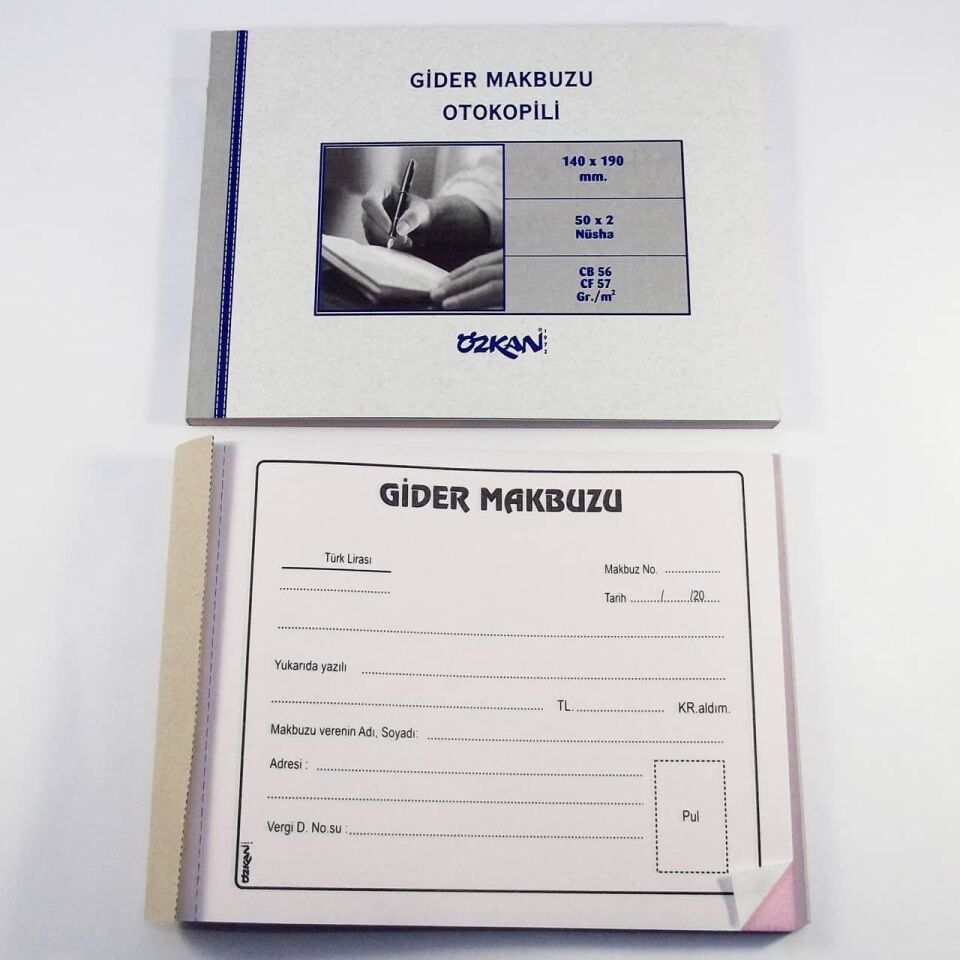 GİDER MAKBUZU
OTOKOPİLİ
140 x 190
mm.
50 x 2
Nüsha
CB 56
CF 57
Gr./m²
ÖZKAN® 1972
GİDER MAKBUZU
Türk Lirası
Makbuz No. ..................
Tarih ........./........./20.....
Yukarıda yazılı
TL. ........................ KR.aldım.
Makbuzu verenin Adı, Soyadı:
Adresi :
Pul
Vergi D. No.su :
ÖZKAN